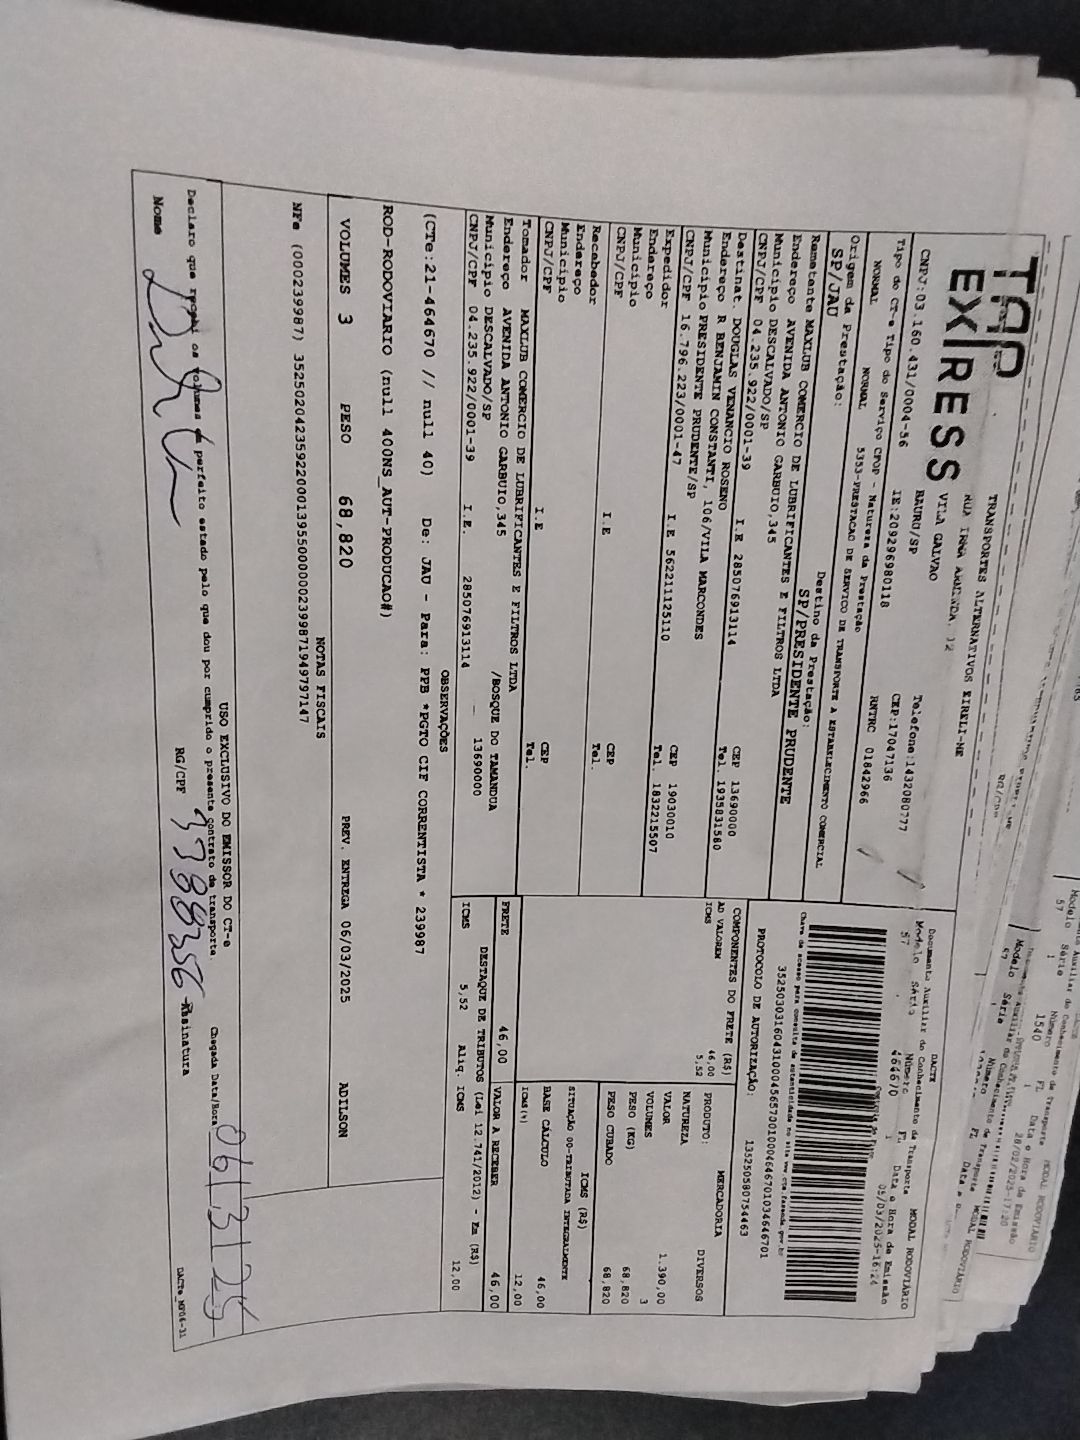 TAP
EXPRESS
TRANSPORTES ALTERNATIVOS EIRELI-ME
RUA IRMA ARMINDA, 12
VILA GALVAO
BAURU/SP
Telefone:1432080777
CEP:17047136
CNPJ:03.160.431/0004-56 IE:209296980118 RNTRC 01842966
Tipo do CT-e Tipo do Serviço CFOP - Natureza da Prestação
NORMAL NORMAL 5353-PRESTACAO DE SERVICO DE TRANSPORTE A ESTABELECIMENTO COMERCIAL
Origem da Prestação: Destino da Prestação:
SP/JAU SP/PRESIDENTE PRUDENTE
DACTE MODAL RODOVIÁRIO
Documento Auxiliar do Conhecimento de Transporte
Modelo Série Número FL Data e Hora de Emissão
57 464670 1 05/03/2025-16:24
Chave de acesso para consulta de autenticidade no site www.cte.fazenda.gov.br
35250303160431000456570010004646701034646701
PROTOCOLO DE AUTORIZAÇÃO: 135250580754463
Remetente MAXLUB COMERCIO DE LUBRIFICANTES E FILTROS LTDA
Endereço AVENIDA ANTONIO GARBUIO,345
Município DESCALVADO/SP CEP 13690000
CNPJ/CPF 04.235.922/0001-39 I.E 285076913114 Tel. 1935831580
Destinat. DOUGLAS VENANCIO ROSENO
Endereço R BENJAMIN CONSTANTI, 106/VILA MARCONDES
Município PRESIDENTE PRUDENTE/SP CEP 19030010
CNPJ/CPF 16.796.223/0001-47 I.E 562211125110 Tel. 1832215507
Expedidor
Endereço
Município CEP
CNPJ/CPF I.E Tel.
Recebedor
Endereço
Município CEP
CNPJ/CPF I.E Tel.
Tomador MAXLUB COMERCIO DE LUBRIFICANTES E FILTROS LTDA
Endereço AVENIDA ANTONIO GARBUIO,345 /BOSQUE DO TAMANDUA
Município DESCALVADO/SP 13690000
CNPJ/CPF 04.235.922/0001-39 I.E. 285076913114
COMPONENTES DO FRETE (R$)
AD VALOREM 46,00
ICMS 5,52
PRODUTO: MERCADORIA
NATUREZA DIVERSOS
VALOR 1.390,00
VOLUMES 3
PESO (KG) 68,820
PESO CUBADO 68,820
ICMS (R$)
SITUAÇÃO 00-TRIBUTADA INTEGRALMENTE
BASE CÁLCULO 46,00
ICMS(%) 12,00
FRETE 46,00 VALOR A RECEBER 46,00
DESTAQUE DE TRIBUTOS (Lei 12.741/2012) - Em (R$)
ICMS 5,52 Alíq. ICMS 12,00
OBSERVAÇÕES
(CTe:21-464670 // null 40) De: JAU - Para: PPB *PGTO CIF CORRENTISTA * 239987
ROD-RODOVIARIO (null 400NS_AUT-PRODUCAO#)
VOLUMES 3 PESO 68,820 PREV. ENTREGA 06/03/2025 ADILSON
NOTAS FISCAIS
NFe (000239987) 35250204235922000139550000002399871949797147
USO EXCLUSIVO DO EMISSOR DO CT-e
Declaro que recebi os volumes em perfeito estado pelo que dou por cumprido o presente contrato de transporte.
Chegada Data/Hora 06/3/25
Nome RG/CPF Assinatura
DACTe_MP06-31
Modelo Série Número FL Data e Hora de Emissão
57 1 1540 1 28/02/2025-17:20
MODAL RODOVIÁRIO